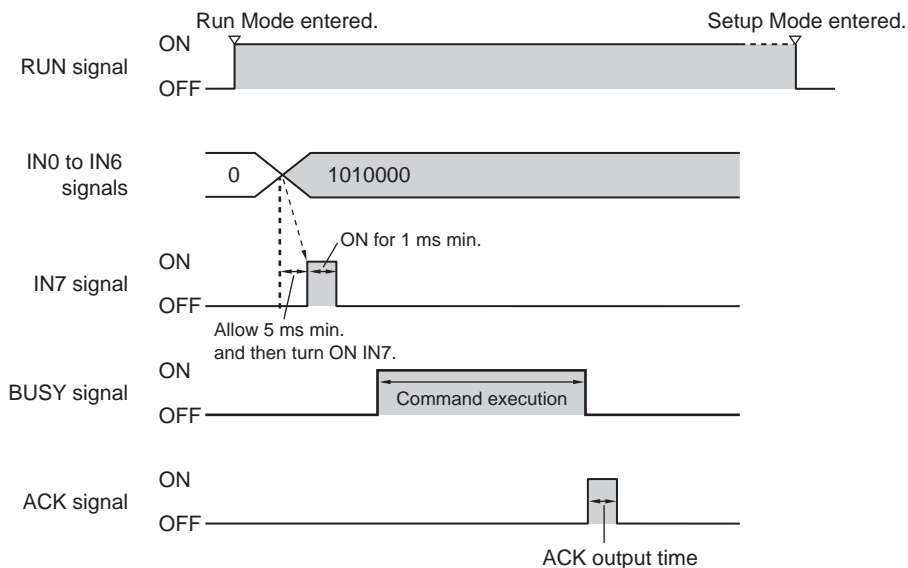 Run Mode entered.
Setup Mode entered.
RUN signal
ON
OFF
IN0 to IN6
signals
0
1010000
ON for 1 ms min.
IN7 signal
ON
OFF
Allow 5 ms min.
and then turn ON IN7.
BUSY signal
ON
OFF
Command execution
ACK signal
ON
OFF
ACK output time